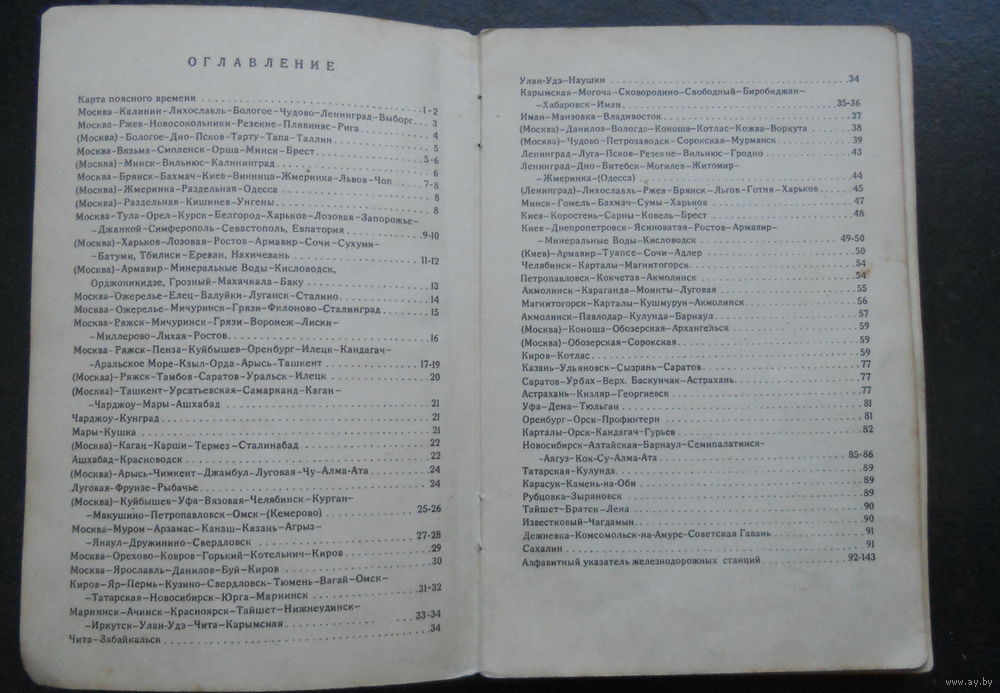 ОГЛАВЛЕНИЕ
Карта поясного времени . . . 1-2
Москва–Калинин–Лихославль–Бологое–Чудово–Ленинград–Выборг . . . 3
Москва–Ржев–Новосокольники–Резекне–Плявиняс–Рига . . . 4
(Москва)–Бологое–Дно–Псков–Тарту–Тапа–Таллин . . . 5
Москва–Вязьма–Смоленск–Орша–Минск–Брест . . . 5-6
(Москва)–Минск–Вильнюс–Калининград . . . 6
Москва–Брянск–Бахмач–Киев–Винница–Жмеринка–Львов–Чоп . . . 7-8
(Москва)–Жмеринка–Раздельная–Одесса . . . 8
(Москва)–Раздельная–Кишинев–Унгены . . . 8
Москва–Тула–Орел–Курск–Белгород–Харьков–Лозовая–Запорожье–
–Джанкой–Симферополь–Севастополь, Евпатория . . . 9-10
(Москва)–Харьков–Лозовая–Ростов–Армавир–Сочи–Сухуми–
–Батуми, Тбилиси–Ереван, Нахичевань . . . 11-12
(Москва)–Армавир–Минеральные Воды–Кисловодск,
Орджоникидзе, Грозный–Махачкала–Баку . . . 13
Москва–Ожерелье–Елец–Валуйки–Луганск–Сталино . . . 14
Москва–Ожерелье–Мичуринск–Грязи–Филоново–Сталинград . . . 15
Москва–Ряжск–Мичуринск–Грязи–Воронеж–Лиски–
–Миллерово–Лихая–Ростов . . . 16
Москва–Ряжск–Пенза–Куйбышев–Оренбург–Илецк–Кандагач–
–Аральское Море–Кзыл-Орда–Арысь–Ташкент . . . 17-19
(Москва)–Ряжск–Тамбов–Саратов–Уральск–Илецк . . . 20
(Москва)–Ташкент–Урсатьевская–Самарканд–Каган–
–Чарджоу–Мары–Ашхабад . . . 21
Чарджоу–Кунград . . . 21
Мары–Кушка . . . 21
(Москва)–Каган–Карши–Термез–Сталинабад . . . 22
Ашхабад–Красноводск . . . 22
(Москва)–Арысь–Чимкент–Джамбул–Луговая–Чу–Алма-Ата . . . 24
Луговая–Фрунзе–Рыбачье . . . 24
(Москва)–Куйбышев–Уфа–Вязовая–Челябинск–Курган–
–Макушино–Петропавловск–Омск–(Кемерово) . . . 25-26
Москва–Муром–Арзамас–Канаш–Казань–Агрыз–
–Янаул–Дружинино–Свердловск . . . 27-28
Москва–Орехово–Ковров–Горький–Котельнич–Киров . . . 29
Москва–Ярославль–Данилов–Буй–Киров . . . 30
Киров–Яр–Пермь–Кузино–Свердловск–Тюмень–Вагай–Омск–
–Татарская–Новосибирск–Юрга–Мариинск . . . 31-32
Мариинск–Ачинск–Красноярск–Тайшет–Нижнеудинск–
–Иркутск–Улан-Удэ–Чита–Карымская . . . 33-34
Чита–Забайкальск . . . 34
Улан-Удэ–Наушки . . . 34
Карымская–Могоча–Сковородино–Свободный–Биробиджан–
–Хабаровск–Иман . . . 35-36
Иман–Манзовка–Владивосток . . . 37
(Москва)–Данилов–Вологда–Коноша–Котлас–Кожва–Воркута . . . 38
(Москва)–Чудово–Петрозаводск–Сорокская–Мурманск . . . 39
Ленинград–Луга–Псков–Резекне–Вильнюс–Гродно . . . 43
Ленинград–Дно–Витебск–Могилев–Житомир–
–Жмеринка–(Одесса) . . . 44
(Ленинград)–Лихославль–Ржев–Брянск–Льгов–Готня–Харьков . . . 45
Минск–Гомель–Бахмач–Сумы–Харьков . . . 47
Киев–Коростень–Сарны–Ковель–Брест . . . 48
Киев–Днепропетровск–Ясиноватая–Ростов–Армавир–
–Минеральные Воды–Кисловодск . . . 49-50
(Киев)–Армавир–Туапсе–Сочи–Адлер . . . 50
Челябинск–Карталы–Магнитогорск . . . 54
Петропавловск–Кокчетав–Акмолинск . . . 54
Акмолинск–Караганда–Моинты–Луговая . . . 55
Магнитогорск–Карталы–Кушмурун–Акмолинск . . . 56
Акмолинск–Павлодар–Кулунда–Барнаул . . . 57
(Москва)–Коноша–Обозерская–Архангельск . . . 59
(Москва)–Обозерская–Сорокская . . . 59
Киров–Котлас . . . 59
Казань–Ульяновск–Сызрань–Саратов . . . 77
Саратов–Урбах–Верх. Баскунчак–Астрахань . . . 77
Астрахань–Кизляр–Георгиевск . . . 77
Уфа–Дема–Тюльган . . . 81
Оренбург–Орск–Профинтерн . . . 81
Карталы–Орск–Кандагач–Гурьев . . . 82
Новосибирск–Алтайская–Барнаул–Семипалатинск–
–Аягуз–Кок-Су–Алма-Ата . . . 85-86
Татарская–Кулунда . . . 89
Карасук–Камень-на-Оби . . . 89
Рубцовка–Зыряновск . . . 89
Тайшет–Братск–Лена . . . 90
Известковый–Чагдамын . . . 90
Дежневка–Комсомольск-на-Амуре–Советская Гавань . . . 91
Сахалин . . . 91
Алфавитный указатель железнодорожных станций . . . 92-143
www.ay.by